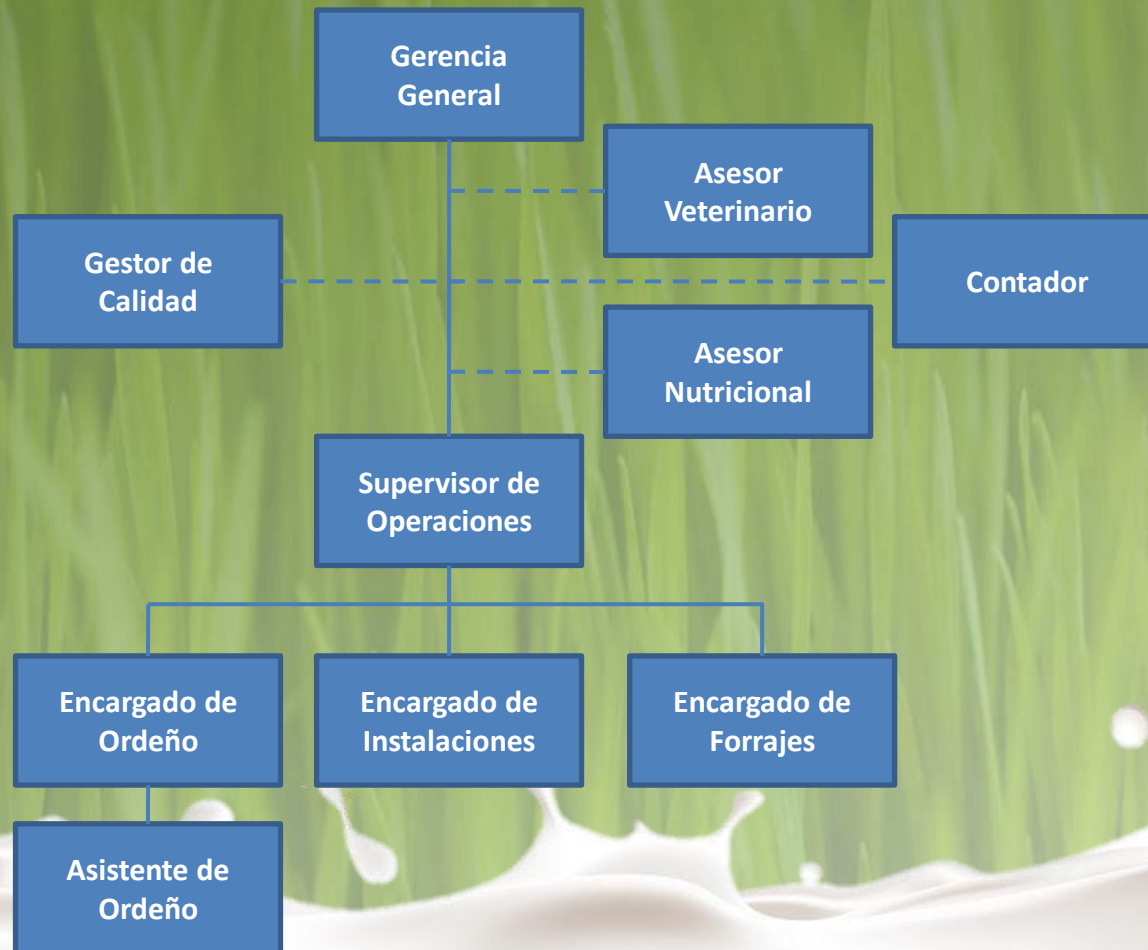 Gerencia
General
Asesor
Veterinario
Gestor de
Calidad
Contador
Asesor
Nutricional
Supervisor de
Operaciones
Encargado de
Ordeño
Encargado de
Instalaciones
Encargado de
Forrajes
Asistente de
Ordeño